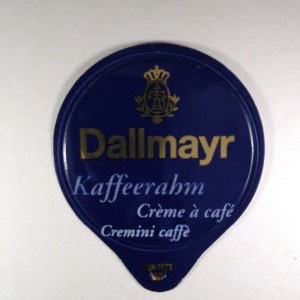 Dallmayr
Kaffeerahm
Crème à café
Cremini caffè